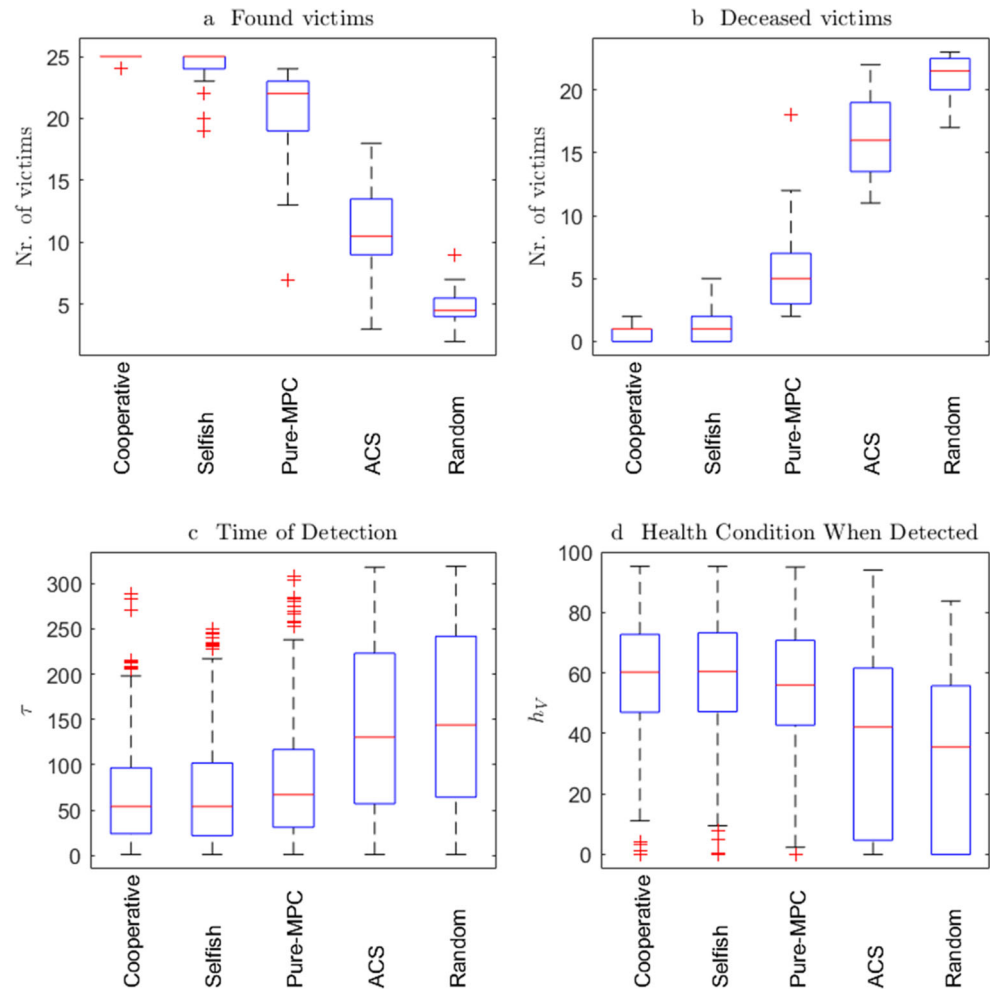 a Found victims
Nr. of victims
25
20
15
10
5
Cooperative
Selfish
Pure-MPC
ACS
Random
b Deceased victims
Nr. of victims
20
15
10
5
0
Cooperative
Selfish
Pure-MPC
ACS
Random
c Time of Detection
τ
300
250
200
150
100
50
0
Cooperative
Selfish
Pure-MPC
ACS
Random
d Health Condition When Detected
hV
100
80
60
40
20
0
Cooperative
Selfish
Pure-MPC
ACS
Random